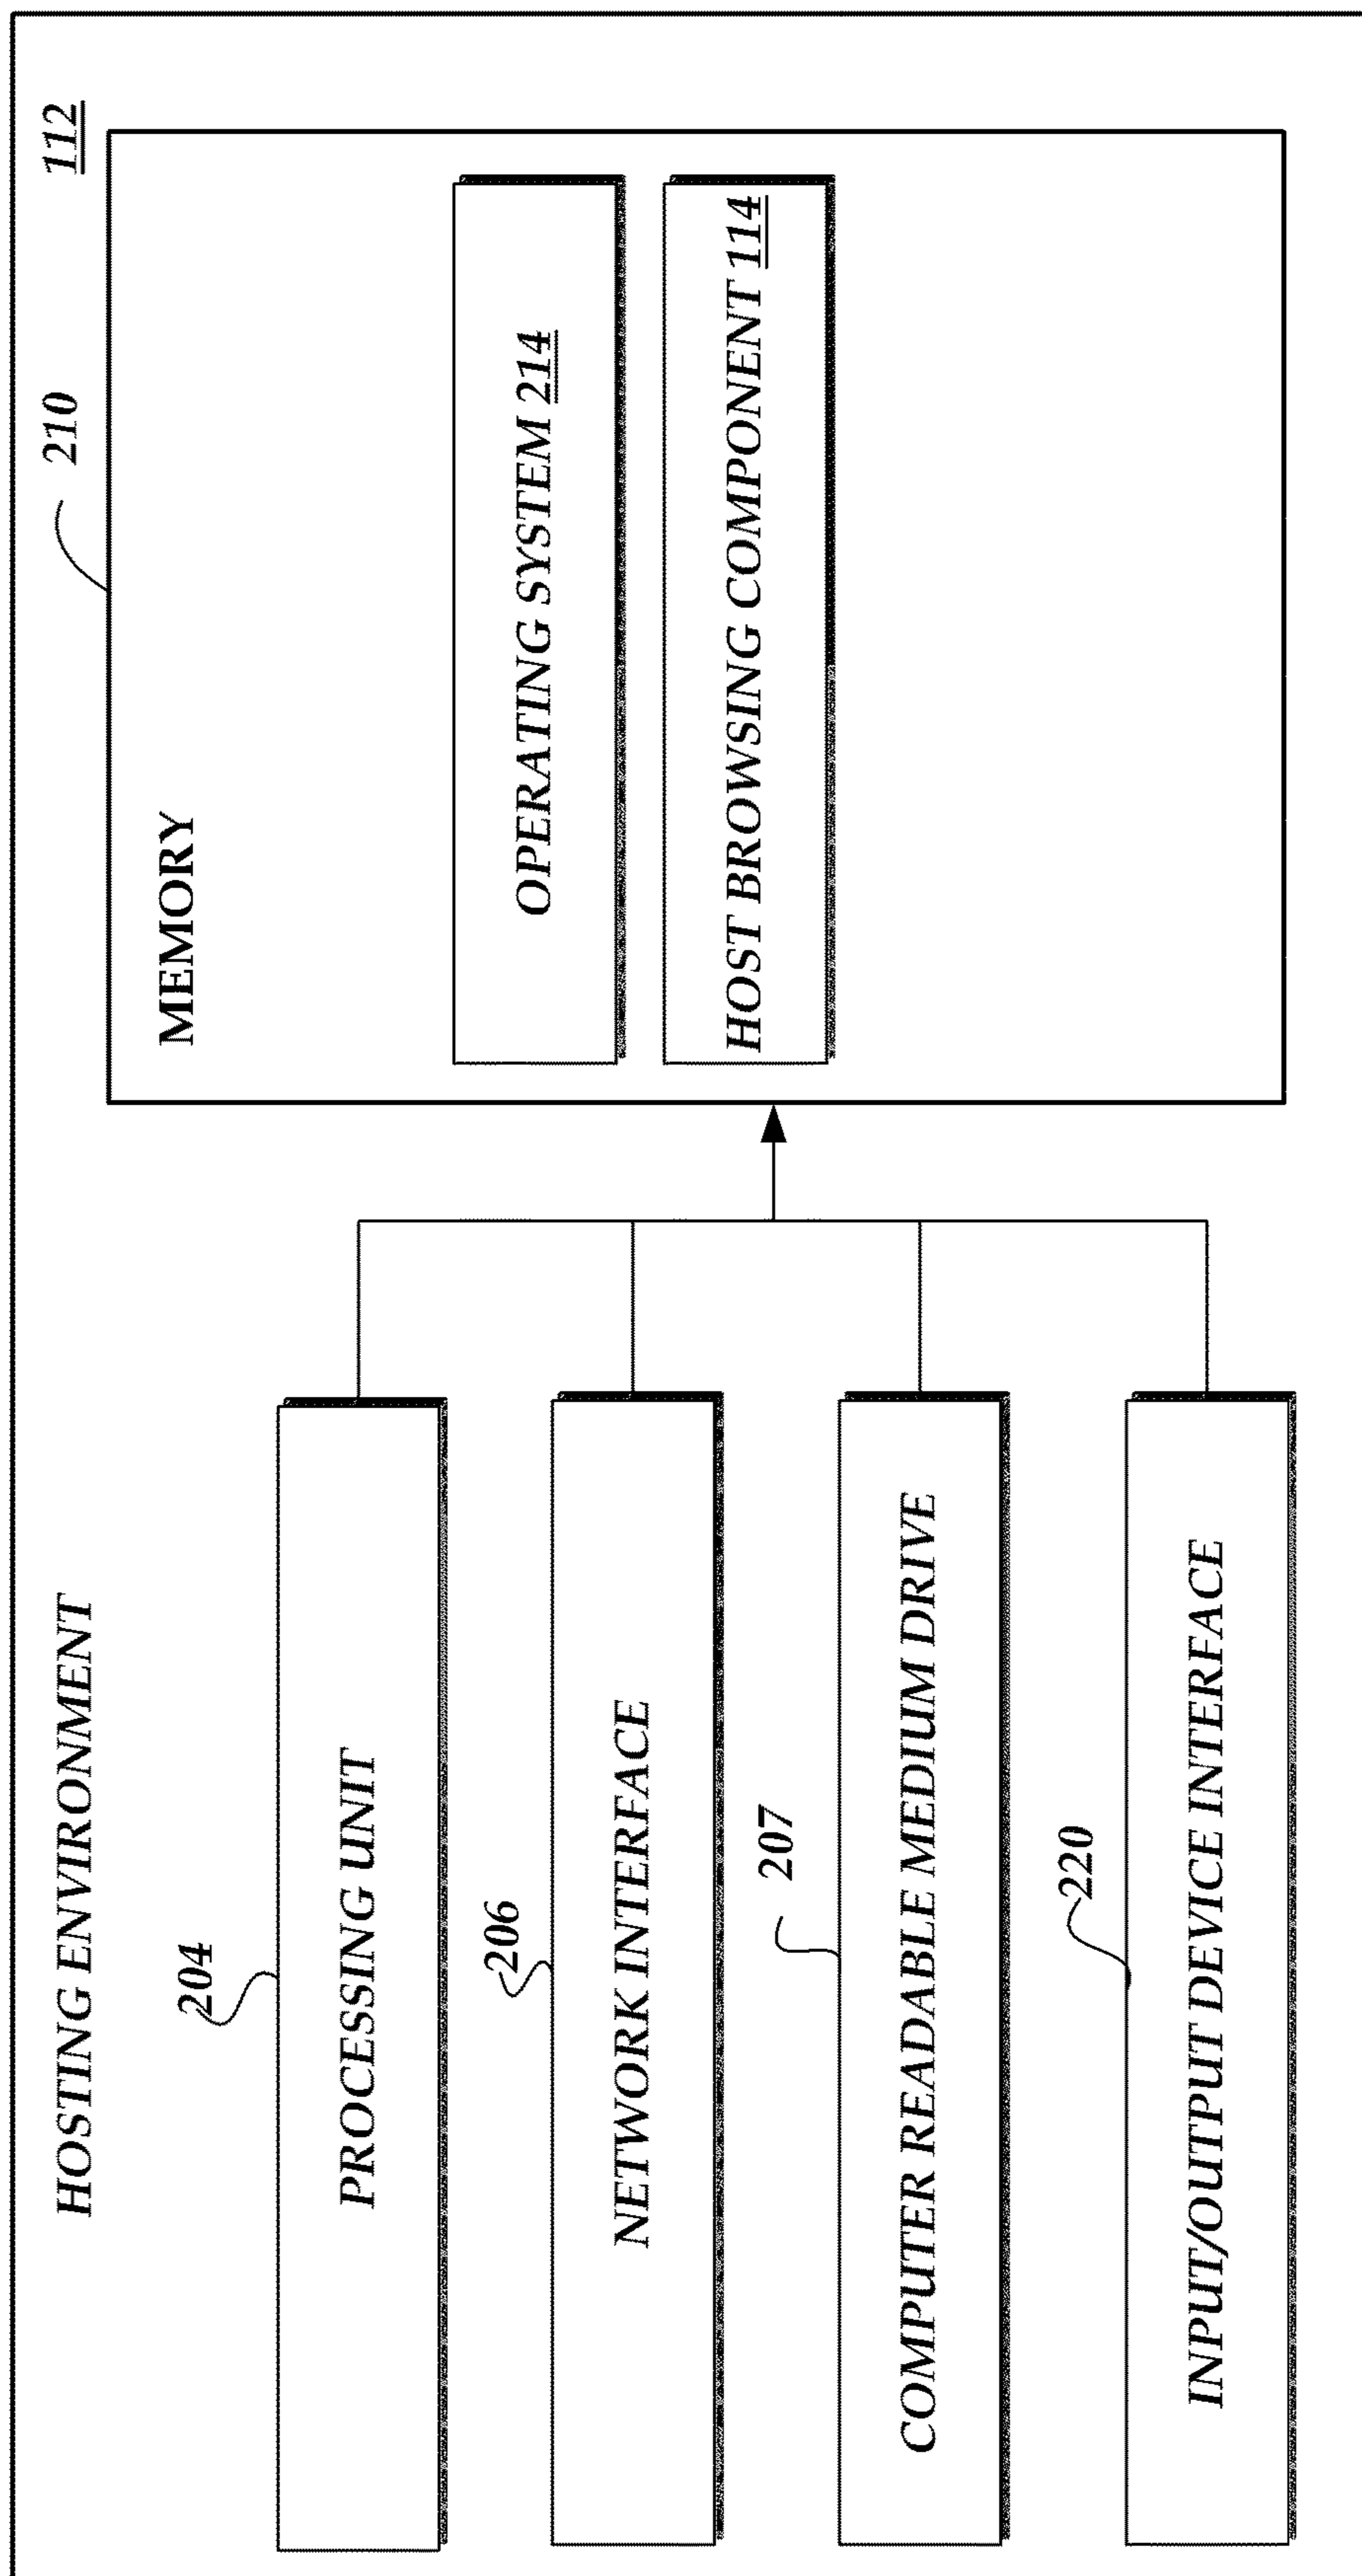 HOSTING ENVIRONMENT
112
204
PROCESSING UNIT
206
NETWORK INTERFACE
207
COMPUTER READABLE MEDIUM DRIVE
220
INPUT/OUTPUT DEVICE INTERFACE
210
MEMORY
OPERATING SYSTEM 214
HOST BROWSING COMPONENT 114